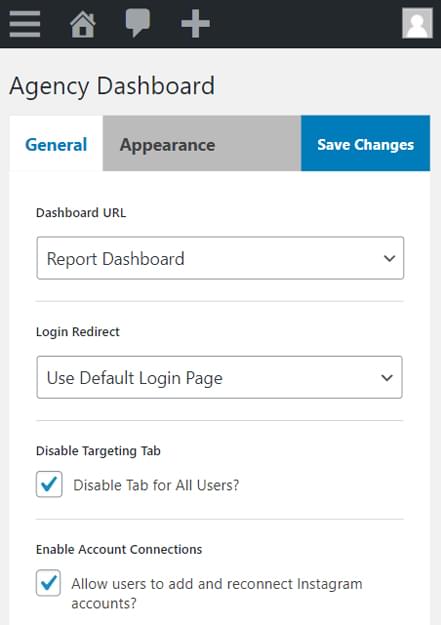 Agency Dashboard
General Appearance Save Changes
Dashboard URL
Report Dashboard
Login Redirect
Use Default Login Page
Disable Targeting Tab
Disable Tab for All Users?
Enable Account Connections
Allow users to add and reconnect Instagram
accounts?